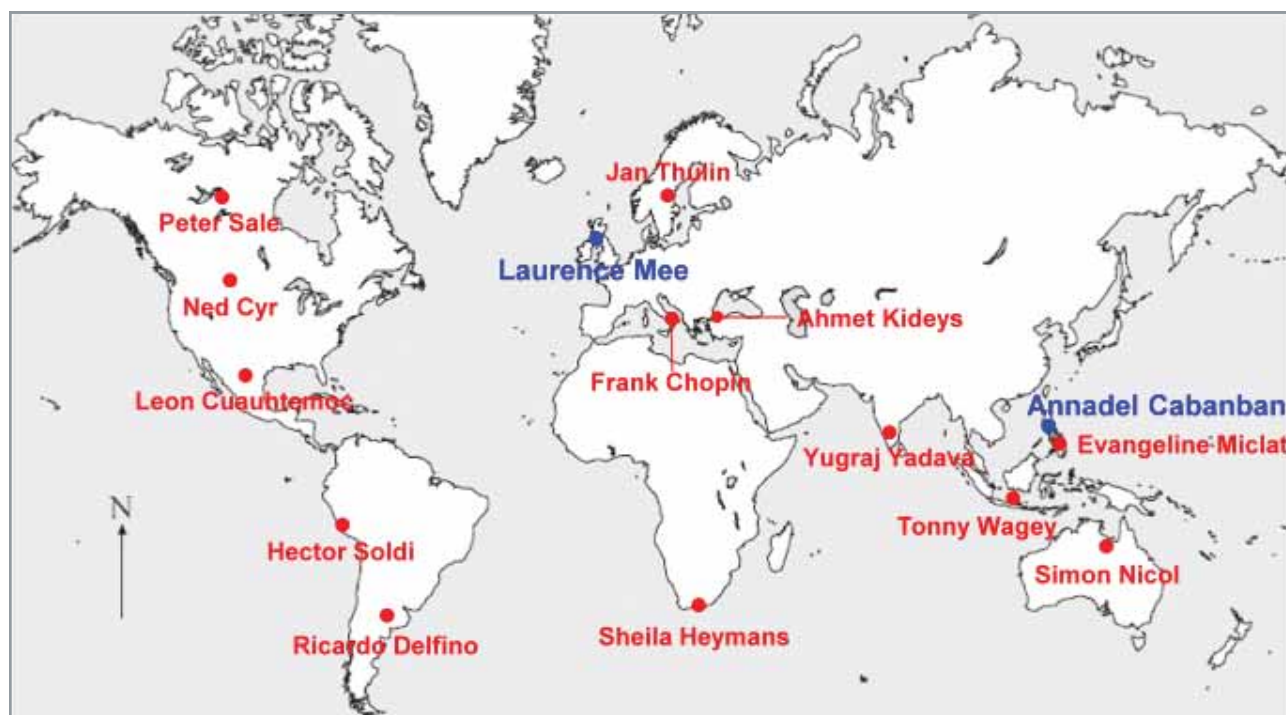 Jan Thulin
Peter Sale
Laurence Mee
Ned Cyr
Ahmet Kideys
Frank Chopin
Leon Cuauhtemoc
Annadel Cabanban
Evangeline Miclat
Yugraj Yadava
N
Tonny Wagey
Hector Soldi
Simon Nicol
Sheila Heymans
Ricardo Delfino